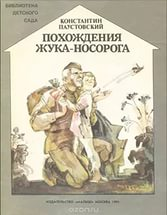 БИБЛИОТЕКА
ДЕТСКОГО
САДА
КОНСТАНТИН
ПАУСТОВСКИЙ
ПОХОЖДЕНИЯ
ЖУКА-НОСОРОГА